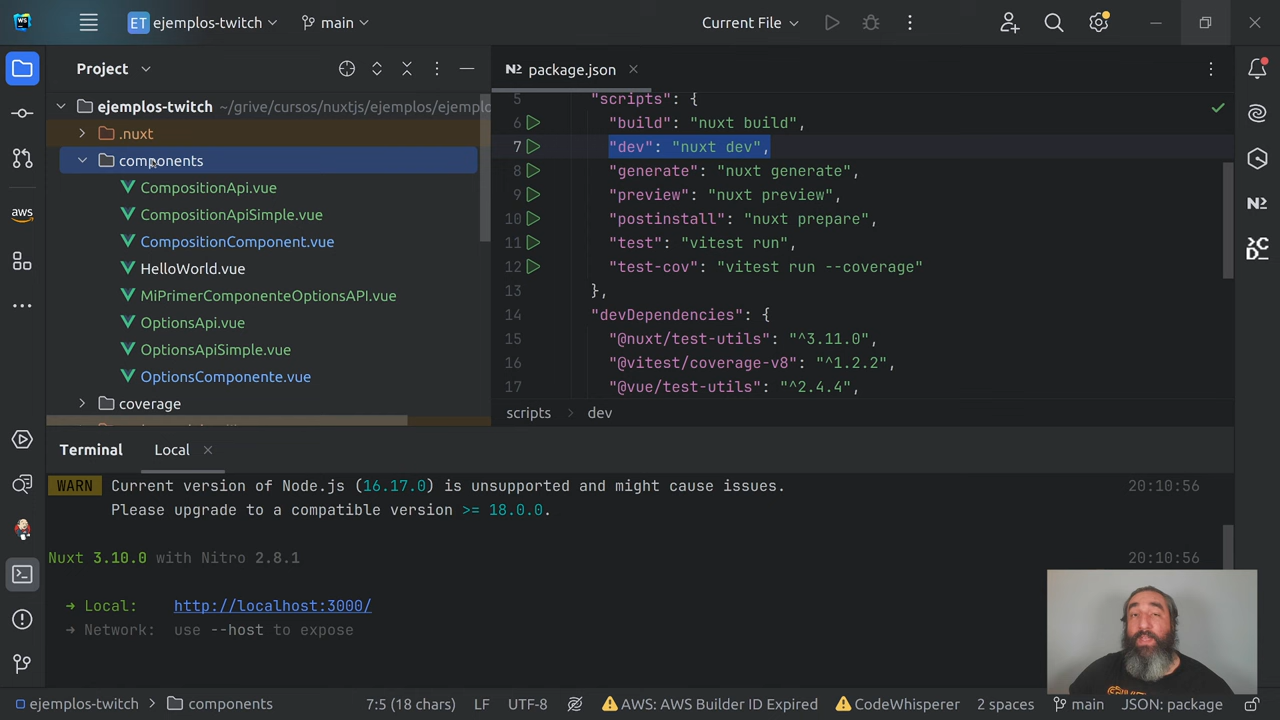 WS
ET ejemplos-twitch
main
Current File
Project
package.json
ejemplos-twitch ~/grive/cursos/nuxtjs/ejemplos/ejemplo
.nuxt
components
CompositionApi.vue
CompositionApiSimple.vue
CompositionComponent.vue
HelloWorld.vue
MiPrimerComponenteOptionsAPI.vue
OptionsApi.vue
OptionsApiSimple.vue
OptionsComponente.vue
coverage
aws
5 "scripts": {
6 "build": "nuxt build",
7 "dev": "nuxt dev",
8 "generate": "nuxt generate",
9 "preview": "nuxt preview",
10 "postinstall": "nuxt prepare",
11 "test": "vitest run",
12 "test-cov": "vitest run --coverage"
13 },
14 "devDependencies": {
15 "@nuxt/test-utils": "^3.11.0",
16 "@vitest/coverage-v8": "^1.2.2",
17 "@vue/test-utils": "^2.4.4",
scripts > dev
Terminal Local
WARN Current version of Node.js (16.17.0) is unsupported and might cause issues. 20:10:56
Please upgrade to a compatible version >= 18.0.0.
Nuxt 3.10.0 with Nitro 2.8.1 20:10:56
➜ Local: http://localhost:3000/
➜ Network: use --host to expose
ejemplos-twitch > components
7:5 (18 chars) LF UTF-8 AWS: AWS Builder ID Expired CodeWhisperer 2 spaces main JSON: package